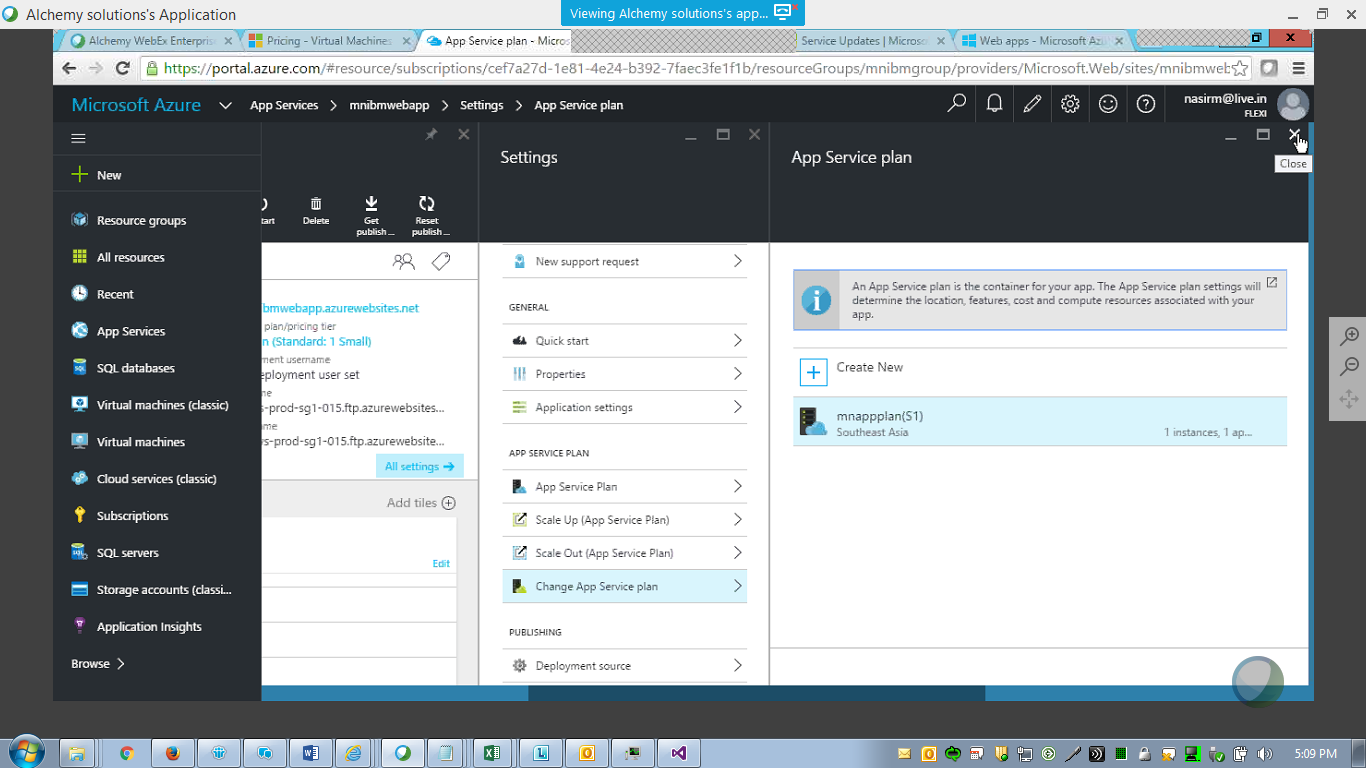 Alchemy solutions's Application
Viewing Alchemy solutions's app...
Alchemy WebEx Enterpris
Pricing - Virtual Machines
App Service plan - Micros
Service Updates | Microso
Web apps - Microsoft Az
https://portal.azure.com/#resource/subscriptions/cef7a27d-1e81-4e24-b392-7faec3fe1f1b/resourceGroups/mnibmgroup/providers/Microsoft.Web/sites/mnibmweb
Microsoft Azure
App Services > mnibmwebapp > Settings > App Service plan
nasirm@live.in
FLEXI
New
Resource groups
All resources
Recent
App Services
SQL databases
Virtual machines (classic)
Virtual machines
Cloud services (classic)
Subscriptions
SQL servers
Storage accounts (classi...
Application Insights
Browse >
tart
Delete
Get
publish ...
Reset
publish ...
bmwebapp.azurewebsites.net
plan/pricing tier
n (Standard: 1 Small)
ment username
eployment user set
me
s-prod-sg1-015.ftp.azurewebsites...
me
/s-prod-sg1-015.ftp.azurewebsite...
All settings →
Add tiles
Edit
Settings
New support request
GENERAL
Quick start
Properties
Application settings
APP SERVICE PLAN
App Service Plan
Scale Up (App Service Plan)
Scale Out (App Service Plan)
Change App Service plan
PUBLISHING
Deployment source
App Service plan
Close
An App Service plan is the container for your app. The App Service plan settings will
determine the location, features, cost and compute resources associated with your
app.
Create New
mnappplan(S1)
Southeast Asia
1 instances, 1 ap...
5:09 PM